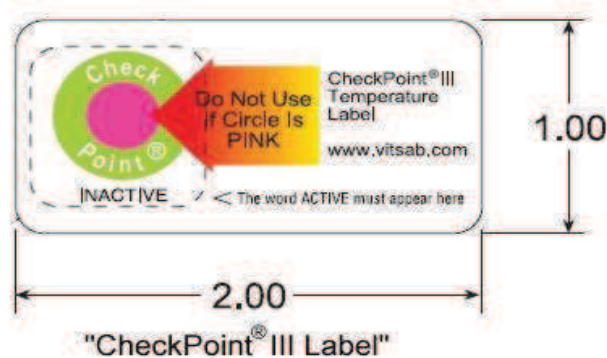 Check
Point®
INACTIVE
Do Not Use
if Circle Is
PINK
CheckPoint®III
Temperature
Label
www.vitsab.com
< The word ACTIVE must appear here
1.00
2.00
"CheckPoint®III Label"